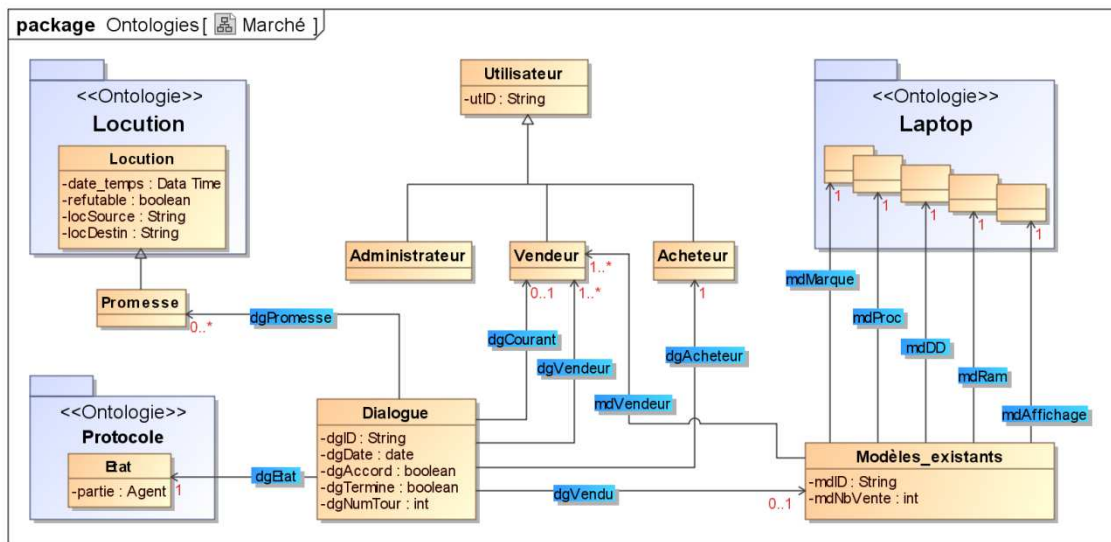 package Ontologies [ Marché ]
<<Ontologie>>
Locution
Locution
-date_temps : Data Time
-refutable : boolean
-locSource : String
-locDestin : String
Utilisateur
-utID : String
<<Ontologie>>
Laptop
1
1
1
1
1
Administrateur
Vendeur
Acheteur
0..1
1..*
1..*
1
Promesse
0..*
dgPromesse
dgCourant
dgVendeur
mdVendeur
dgAcheteur
mdMarque
mdProc
mdDD
mdRam
mdAffichage
<<Ontologie>>
Protocole
Etat
-partie : Agent
1
dgEtat
Dialogue
-dgID : String
-dgDate : date
-dgAccord : boolean
-dgTermine : boolean
-dgNumTour : int
dgVendu
0..1
Modèles_existants
-mdID : String
-mdNbVente : int